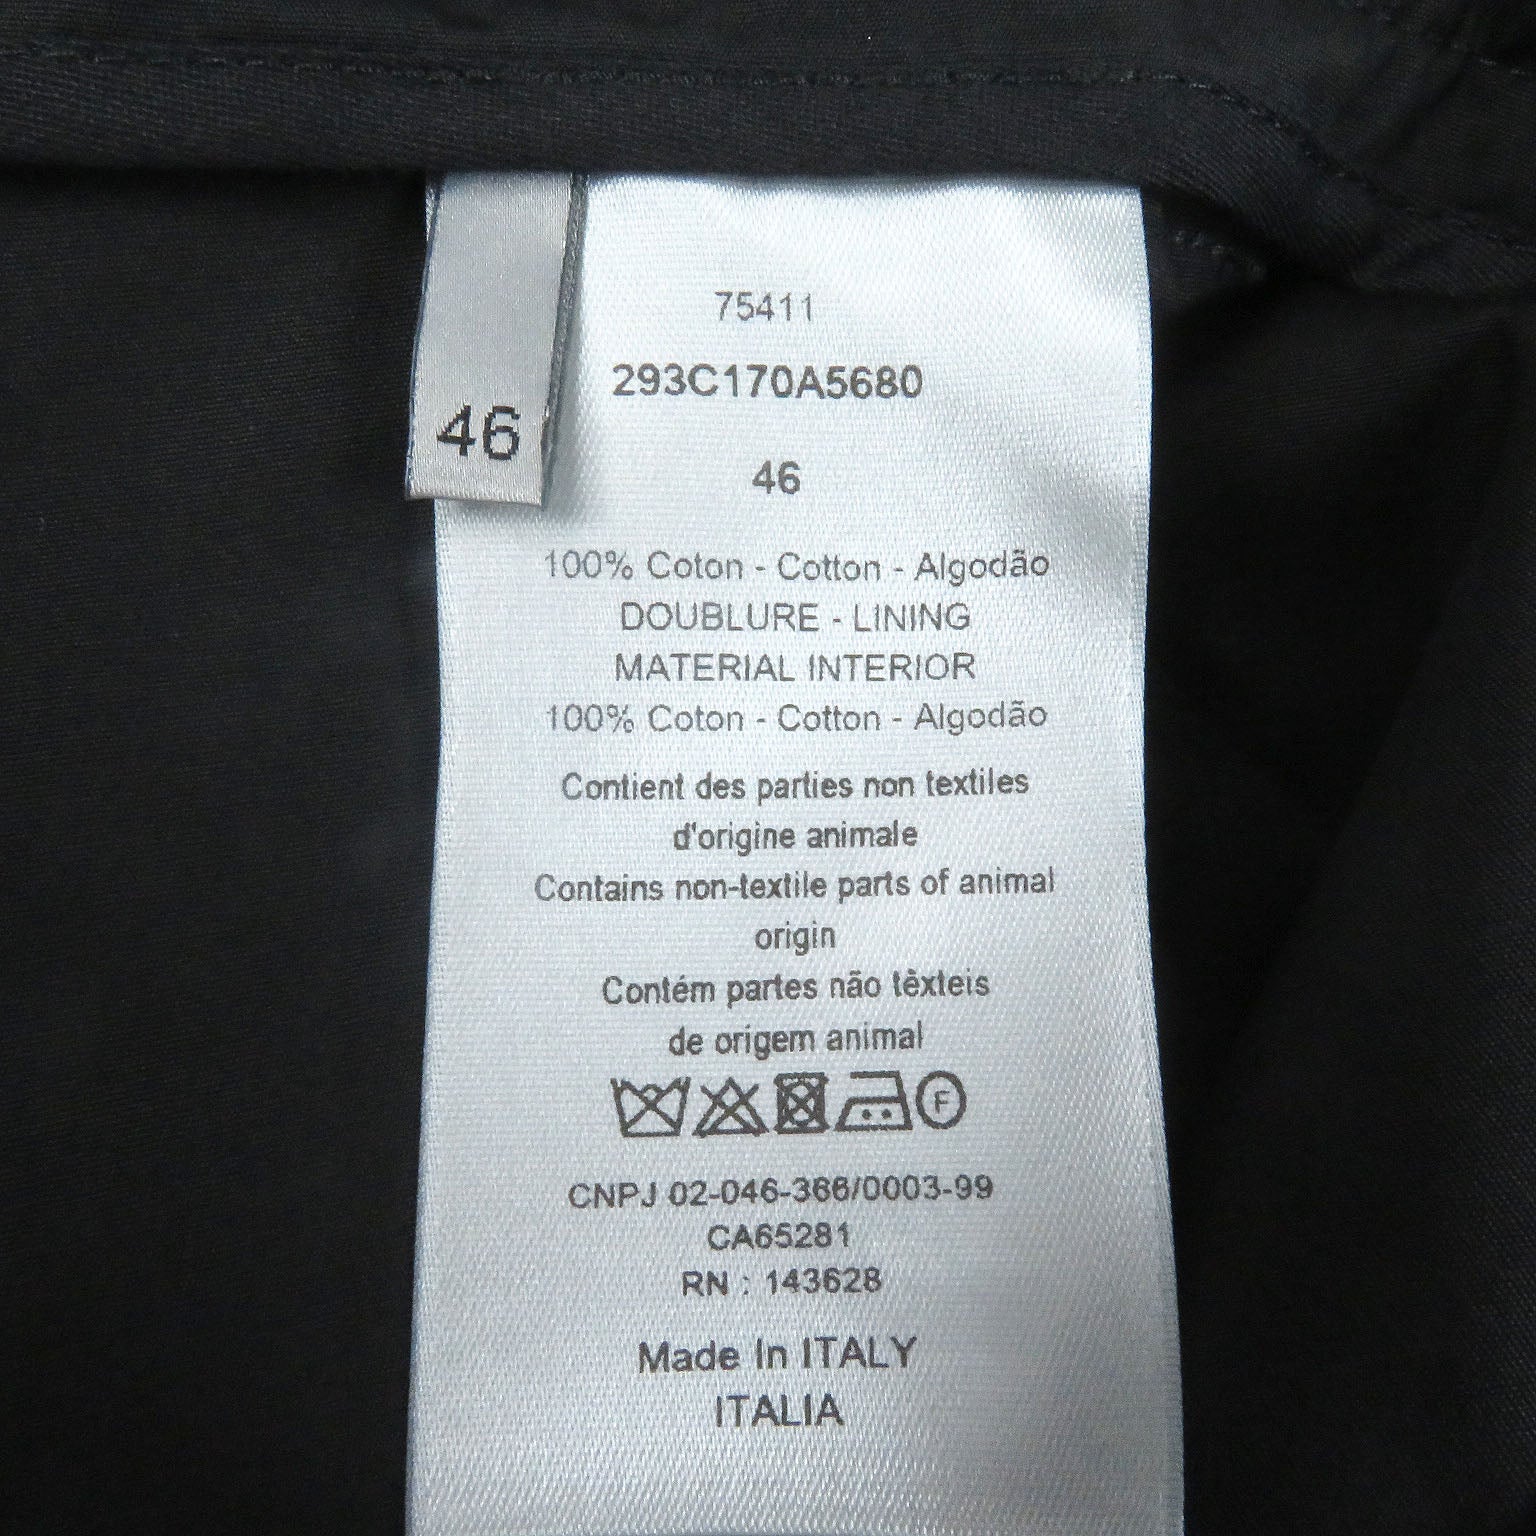 46
75411
293C170A5680
46
100% Coton - Cotton - Algodão
DOUBLURE - LINING
MATERIAL INTERIOR
100% Coton - Cotton - Algodão
Contient des parties non textiles
d'origine animale
Contains non-textile parts of animal
origin
Contém partes não têxteis
de origem animal
F
CNPJ 02-046-366/0003-99
CA65281
RN : 143628
Made In ITALY
ITALIA